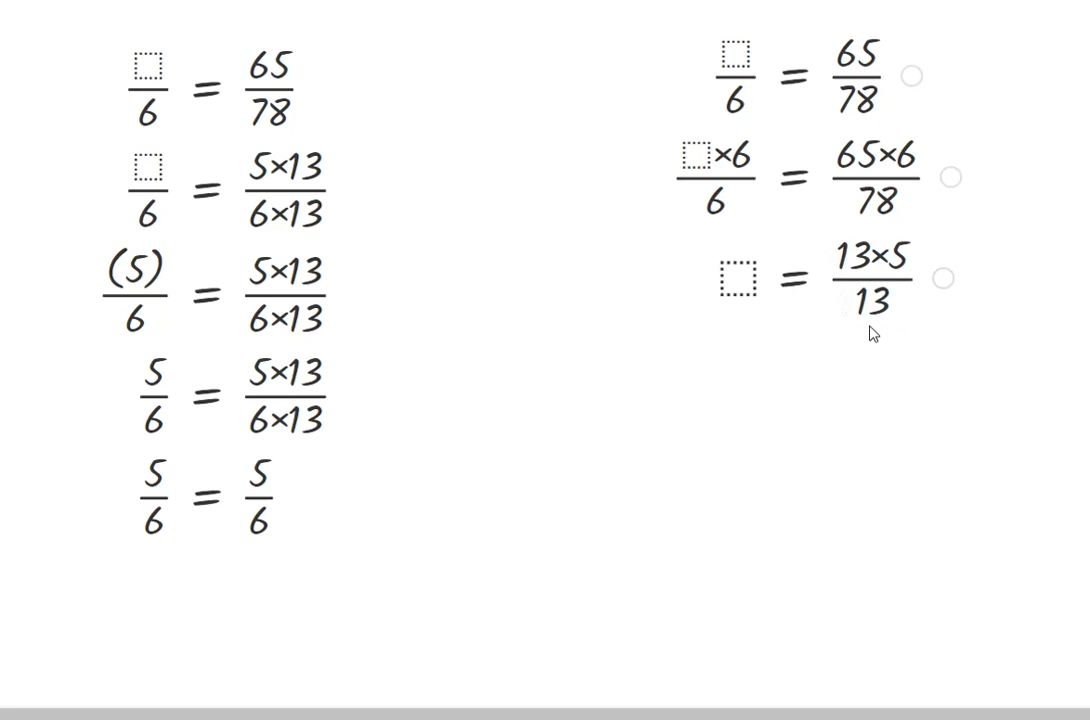 □/6 = 65/78
□/6 = 5×13/6×13
(5)/6 = 5×13/6×13
5/6 = 5×13/6×13
5/6 = 5/6
□/6 = 65/78
□×6/6 = 65×6/78
□ = 13×5/13